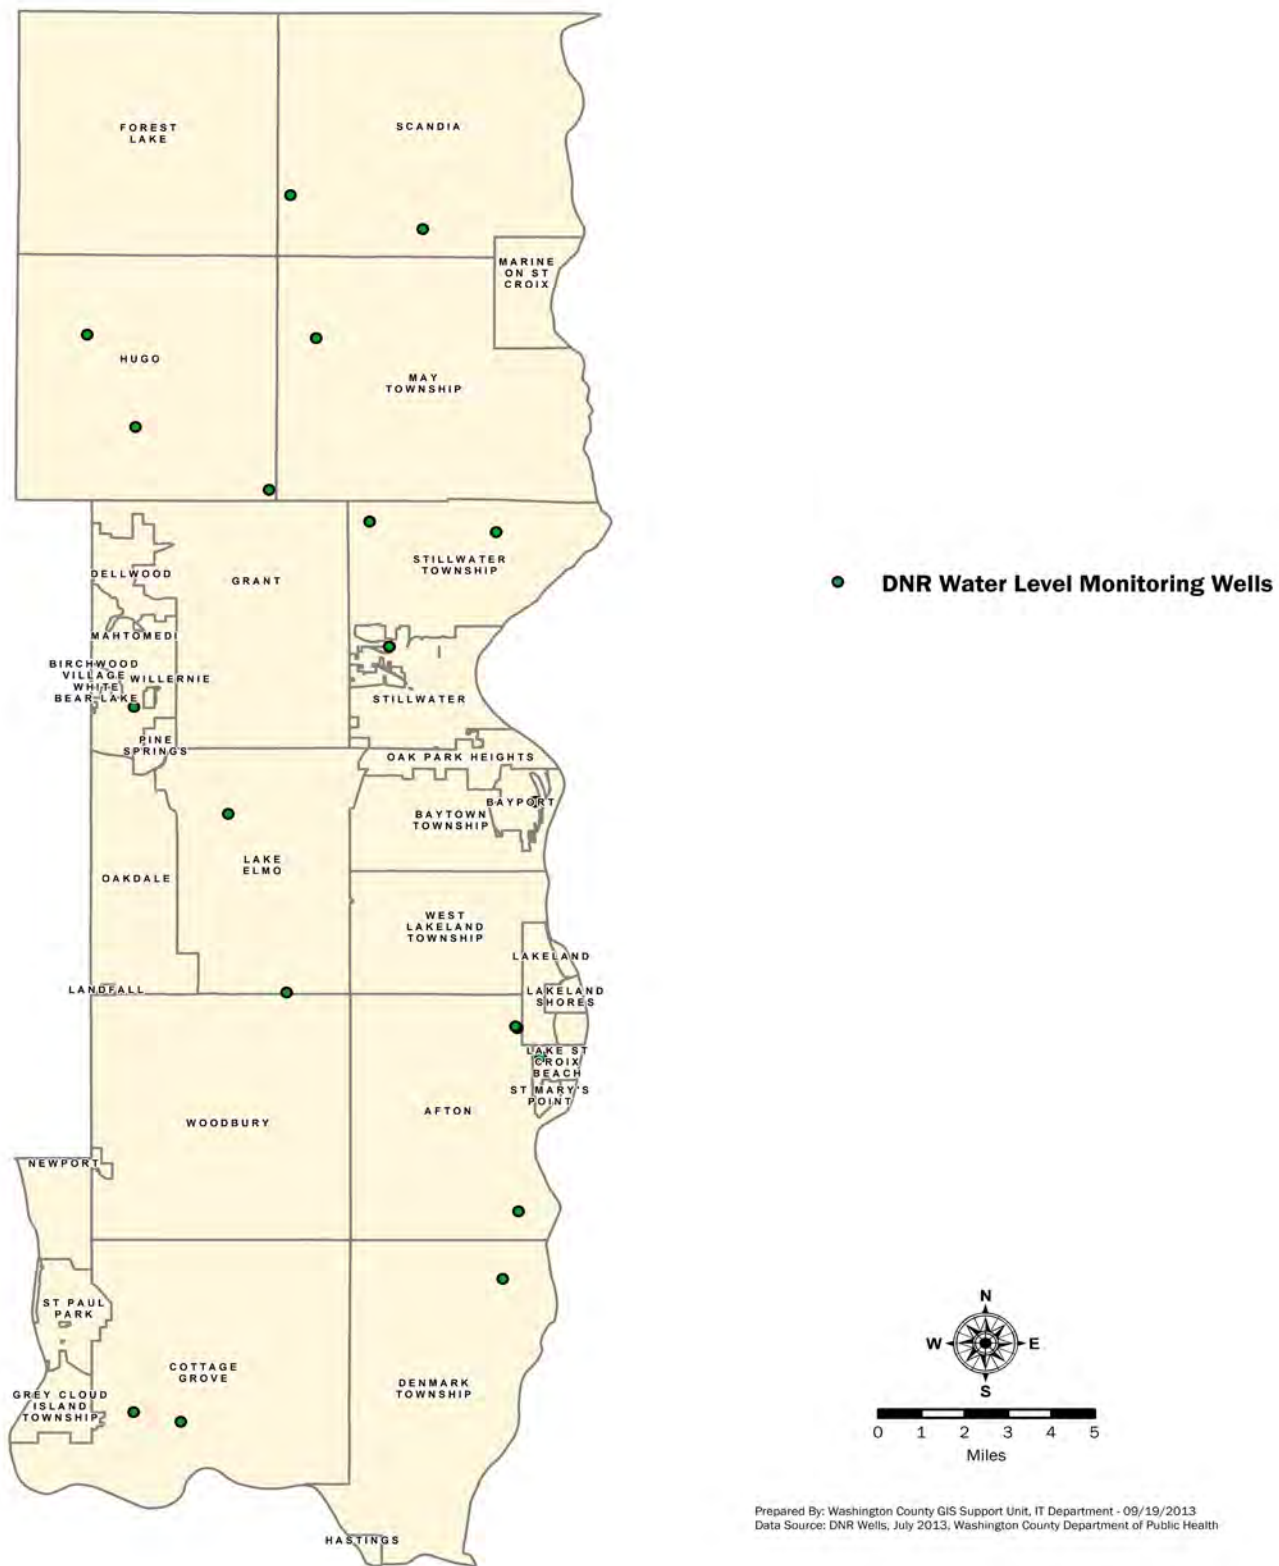 FOREST
LAKE
SCANDIA
MARINE
ON ST
CROIX
HUGO
MAY
TOWNSHIP
STILLWATER
TOWNSHIP
DELLWOOD
GRANT
DNR Water Level Monitoring Wells
MAHTOMEDI
BIRCHWOOD
VILLAGE
WILLERNIE
WHITE
BEAR LAKE
STILLWATER
PINE
SPRINGS
OAK PARK HEIGHTS
BAYPORT
BAYTOWN
TOWNSHIP
LAKE
ELMO
OAKDALE
WEST
LAKELAND
TOWNSHIP
LAKELAND
LANDFALL
LAKELAND
SHORES
LAKE ST
CROIX
BEACH
ST MARY'S
POINT
AFTON
WOODBURY
NEWPORT
ST PAUL
PARK
COTTAGE
GROVE
DENMARK
TOWNSHIP
GREY CLOUD
ISLAND
TOWNSHIP
HASTINGS
N
W E
S
0 1 2 3 4 5
Miles
Prepared By: Washington County GIS Support Unit, IT Department - 09/19/2013
Data Source: DNR Wells, July 2013, Washington County Department of Public Health